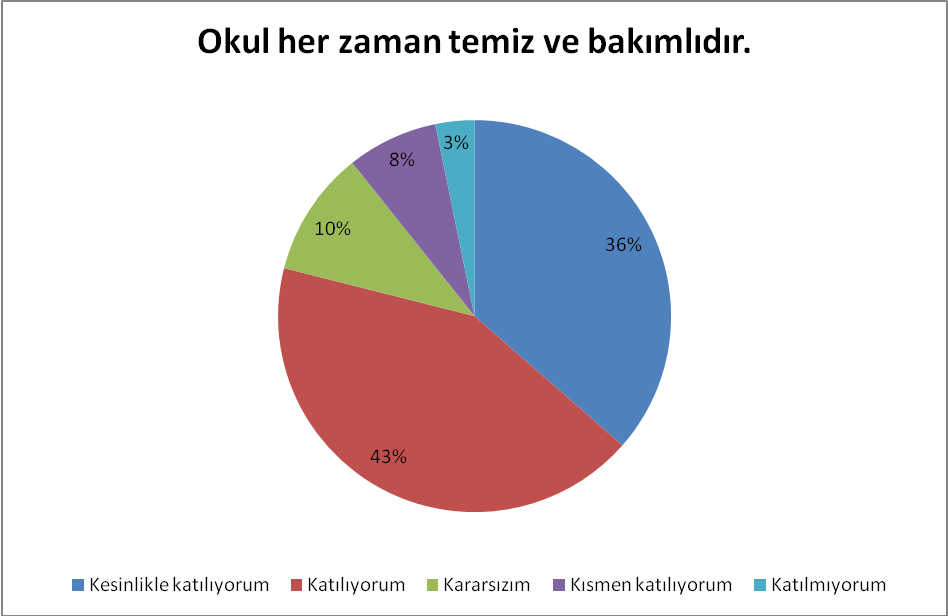 Okul her zaman temiz ve bakımlıdır.
3%
8%
10%
36%
43%
Kesinlikle katılıyorum Katılıyorum Kararsızım Kısmen katılıyorum Katılmıyorum